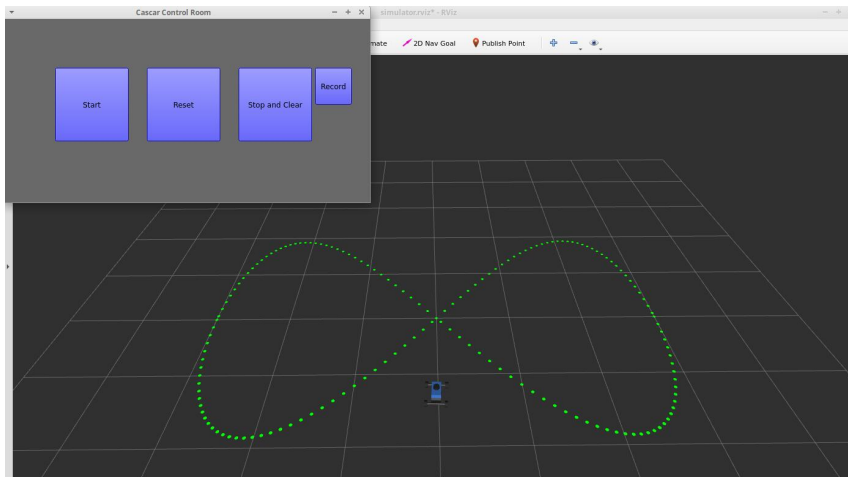 Cascar Control Room
simulator.rviz* - RViz
mate
2D Nav Goal
Publish Point
Record
Start
Reset
Stop and Clear